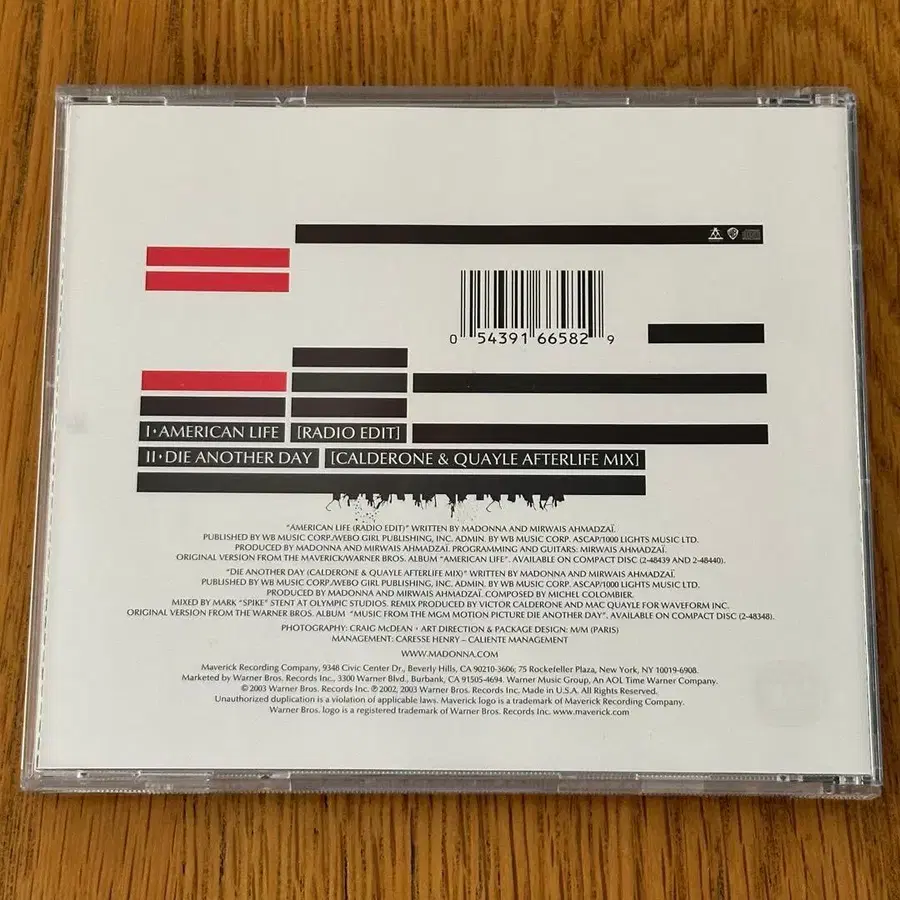 0 54391 66582 9
I • AMERICAN LIFE [RADIO EDIT]
II • DIE ANOTHER DAY [CALDERONE & QUAYLE AFTERLIFE MIX]
"AMERICAN LIFE (RADIO EDIT)" WRITTEN BY MADONNA AND MIRWAIS AHMADZAÏ.
PUBLISHED BY WB MUSIC CORP./WEBO GIRL PUBLISHING, INC. ADMIN. BY WB MUSIC CORP. ASCAP/1000 LIGHTS MUSIC LTD.
PRODUCED BY MADONNA AND MIRWAIS AHMADZAÏ. PROGRAMMING AND GUITARS: MIRWAIS AHMADZAÏ.
ORIGINAL VERSION FROM THE MAVERICK/WARNER BROS. ALBUM "AMERICAN LIFE". AVAILABLE ON COMPACT DISC (2-48439 AND 2-48440).
"DIE ANOTHER DAY (CALDERONE & QUAYLE AFTERLIFE MIX)" WRITTEN BY MADONNA AND MIRWAIS AHMADZAÏ.
PUBLISHED BY WB MUSIC CORP./WEBO GIRL PUBLISHING, INC. ADMIN. BY WB MUSIC CORP. ASCAP/1000 LIGHTS MUSIC LTD.
PRODUCED BY MADONNA AND MIRWAIS AHMADZAÏ. COMPOSED BY MICHEL COLOMBIER.
MIXED BY MARK "SPIKE" STENT AT OLYMPIC STUDIOS. REMIX PRODUCED BY VICTOR CALDERONE AND MAC QUAYLE FOR WAVEFORM INC.
ORIGINAL VERSION FROM THE WARNER BROS. ALBUM "MUSIC FROM THE MGM MOTION PICTURE DIE ANOTHER DAY". AVAILABLE ON COMPACT DISC (2-48348).
PHOTOGRAPHY: CRAIG McDEAN • ART DIRECTION & PACKAGE DESIGN: M/M (PARIS)
MANAGEMENT: CARESSE HENRY – CALIENTE MANAGEMENT
WWW.MADONNA.COM
Maverick Recording Company, 9348 Civic Center Dr., Beverly Hills, CA 90210-3606; 75 Rockefeller Plaza, New York, NY 10019-6908.
Marketed by Warner Bros. Records Inc., 3300 Warner Blvd., Burbank, CA 91505-4694. Warner Music Group, An AOL Time Warner Company.
© 2003 Warner Bros. Records Inc. ℗ 2002, 2003 Warner Bros. Records Inc. Made in U.S.A. All Rights Reserved.
Unauthorized duplication is a violation of applicable laws. Maverick logo is a trademark of Maverick Recording Company.
Warner Bros. logo is a registered trademark of Warner Bros. Records Inc. www.maverick.com